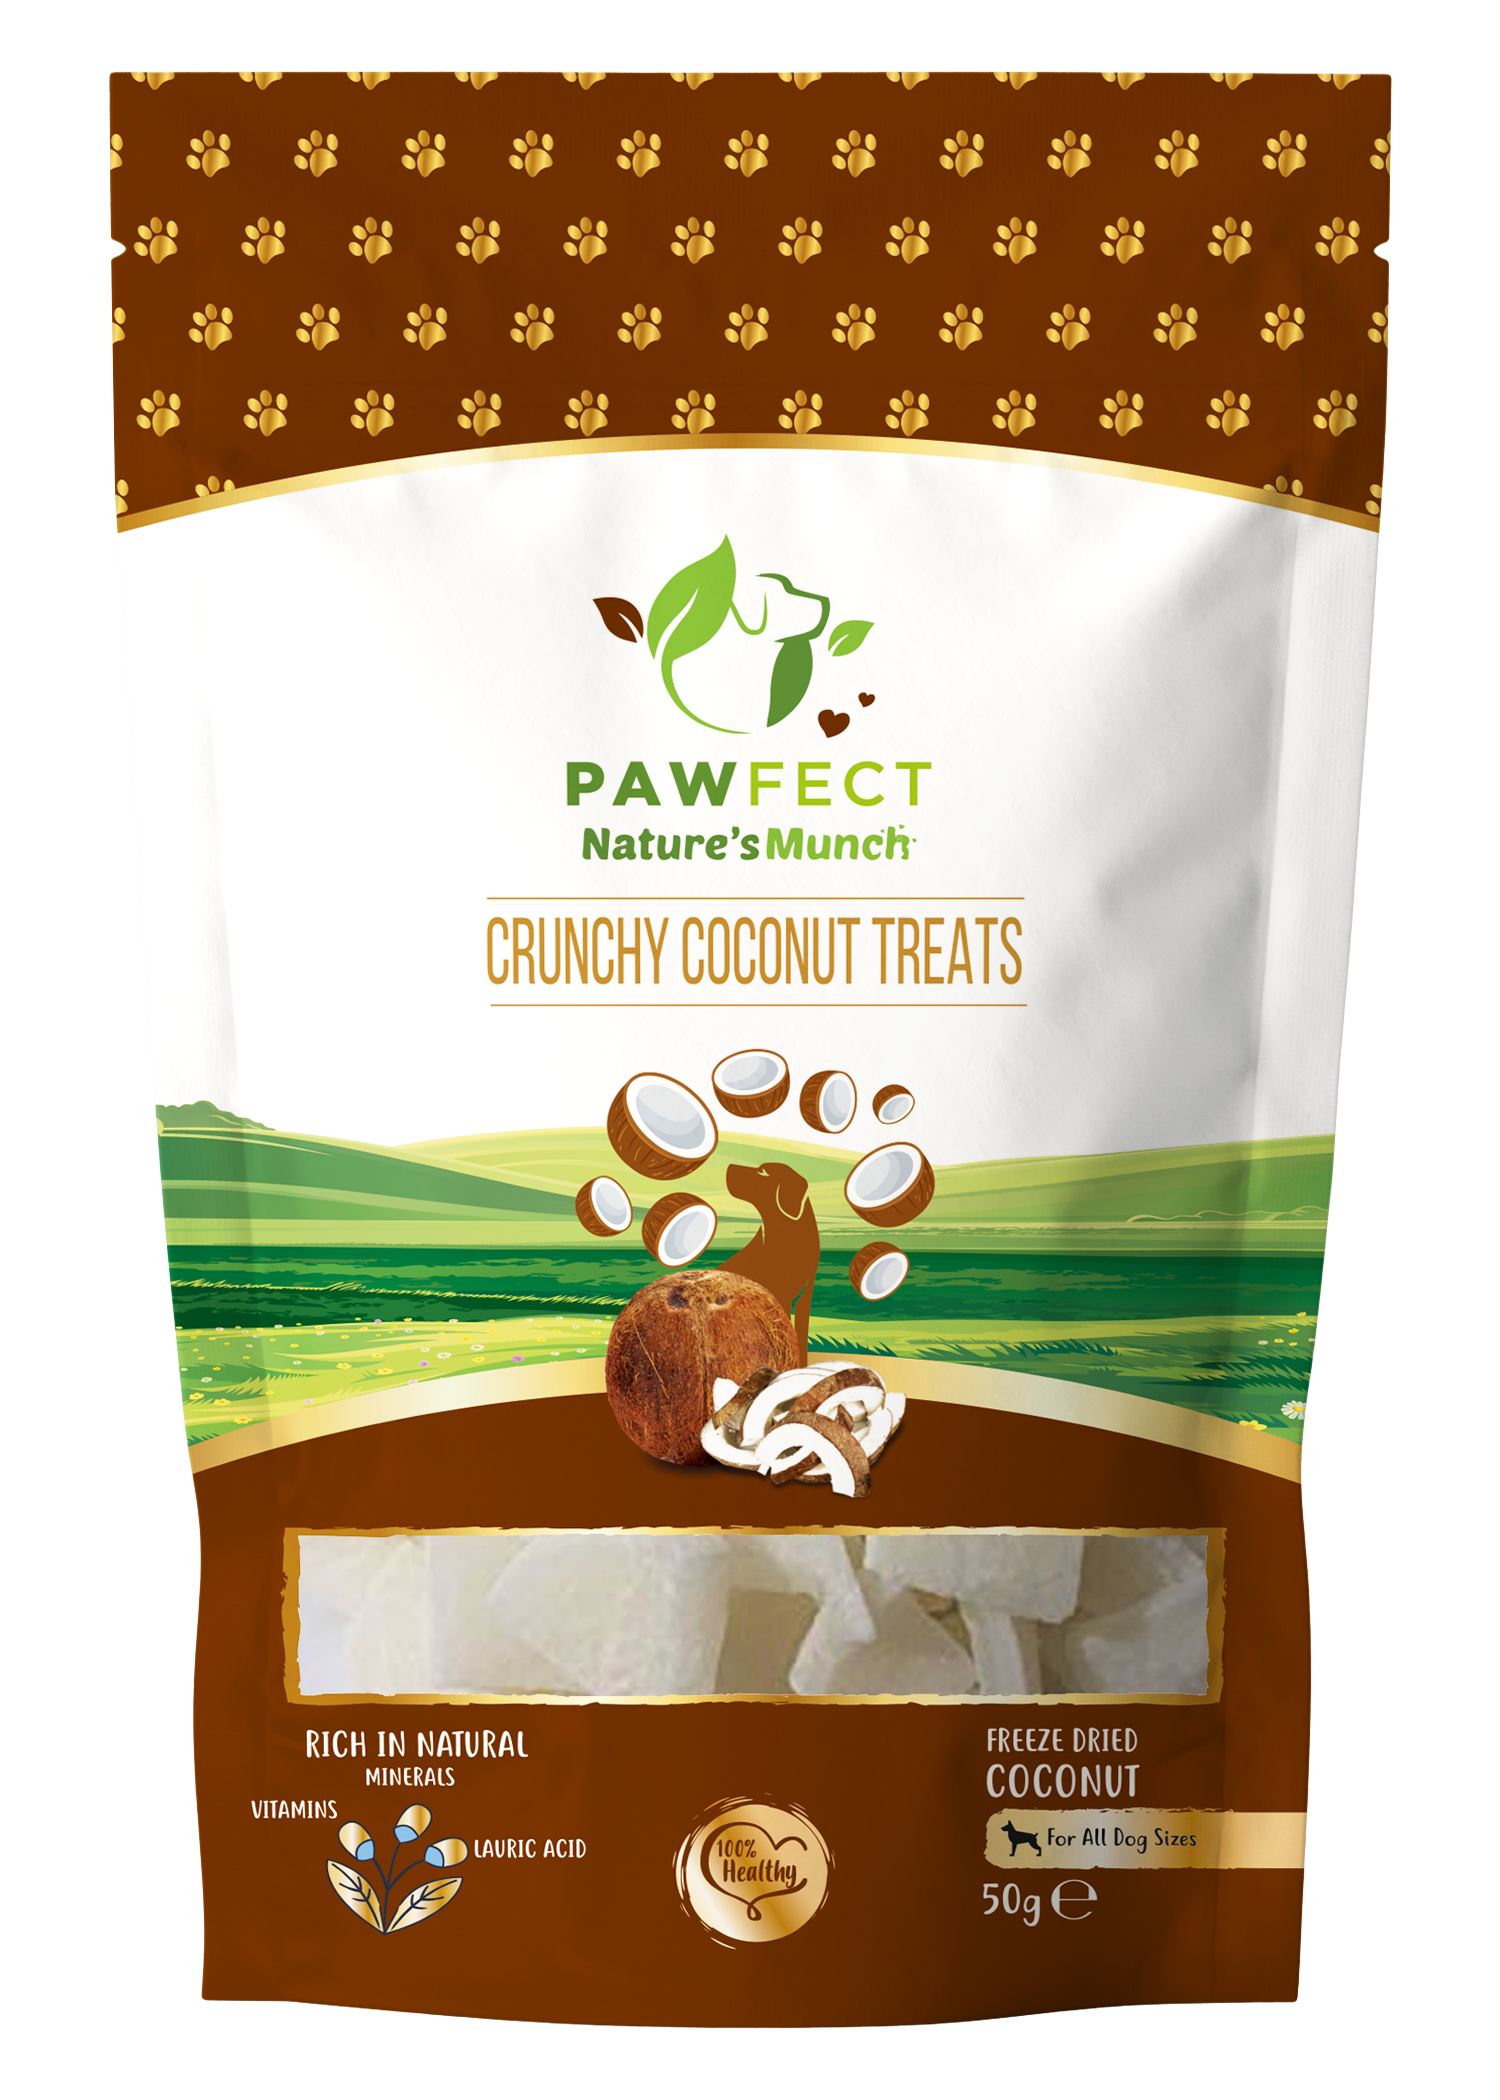 PAWFECT
Nature's Munch
CRUNCHY COCONUT TREATS
RICH IN NATURAL
MINERALS
VITAMINS
LAURIC ACID
100%
Healthy
FREEZE DRIED
COCONUT
For All Dog Sizes
50g ℮